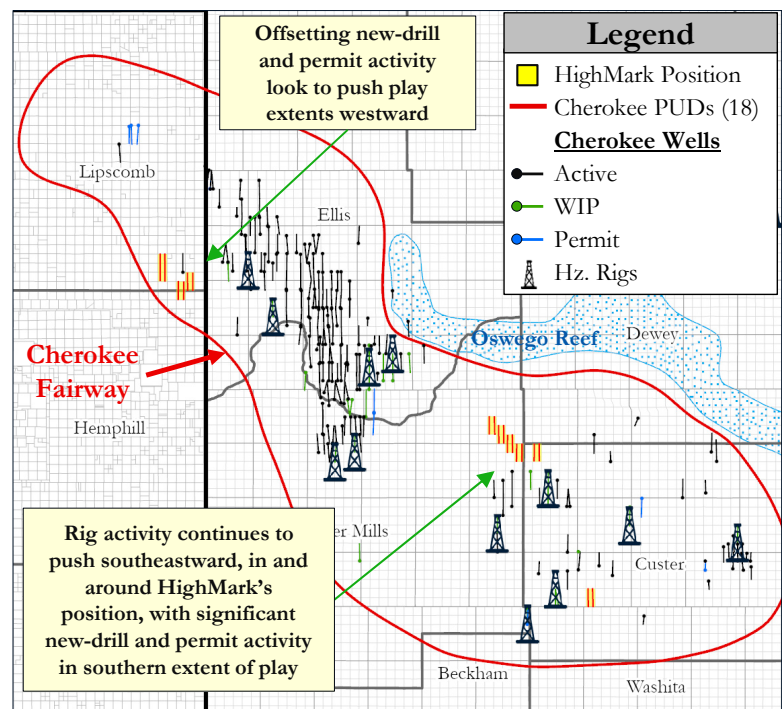 Offsetting new-drill
and permit activity
look to push play
extents westward
Legend
HighMark Position
Cherokee PUDs (18)
Cherokee Wells
Active
WIP
Permit
Hz. Rigs
Lipscomb
Ellis
Oswego Reef
Dewey
Cherokee
Fairway
Hemphill
er Mills
Custer
Rig activity continues to
push southeastward, in and
around HighMark's
position, with significant
new-drill and permit activity
in southern extent of play
Beckham
Washita